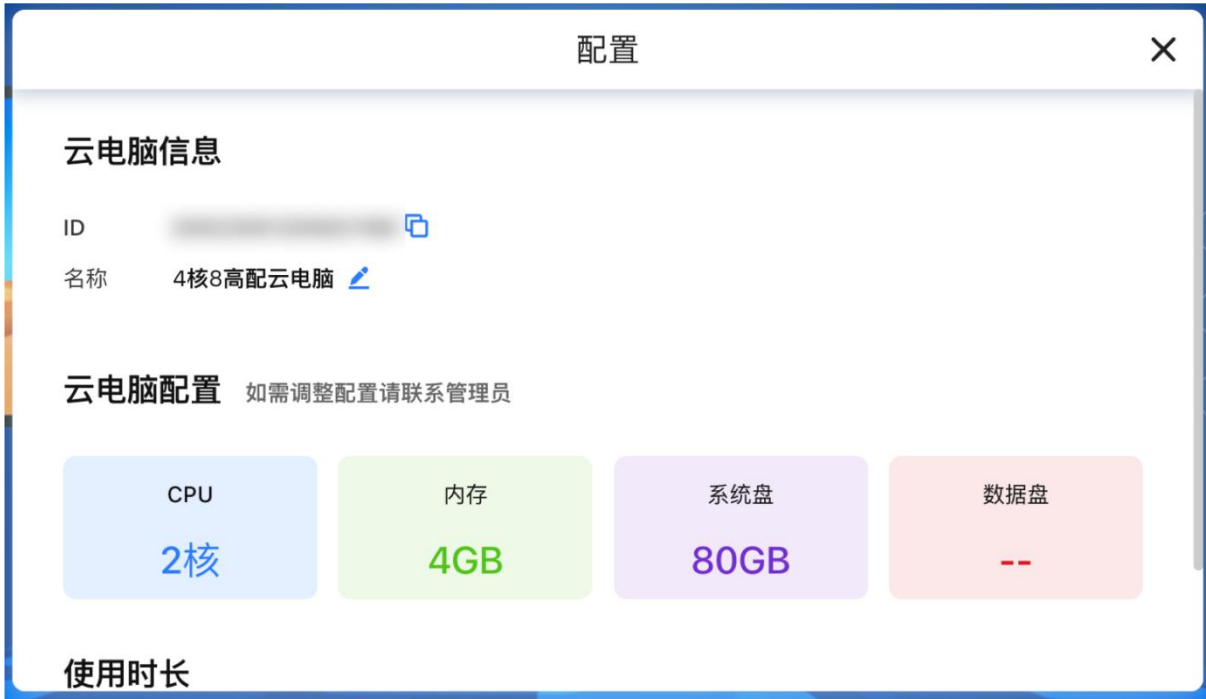 配置
云电脑信息
ID
名称 4核8高配云电脑
云电脑配置 如需调整配置请联系管理员
CPU 内存 系统盘 数据盘
2核 4GB 80GB --
使用时长